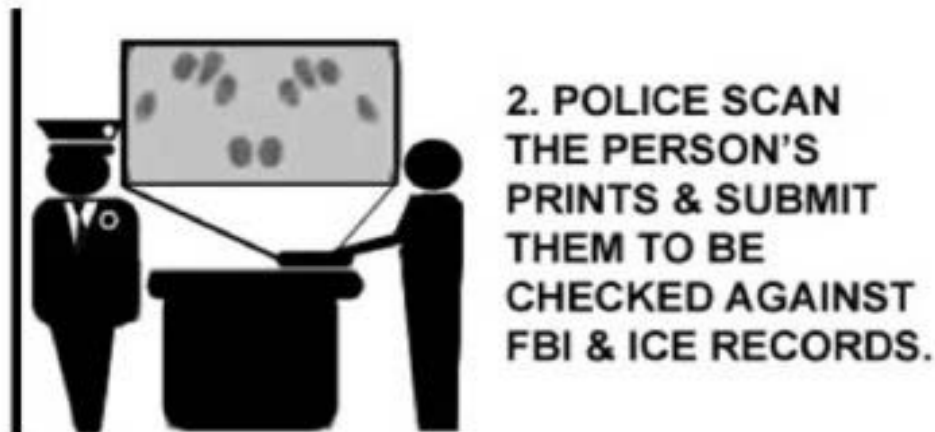 2. POLICE SCAN
THE PERSON'S
PRINTS & SUBMIT
THEM TO BE
CHECKED AGAINST
FBI & ICE RECORDS.